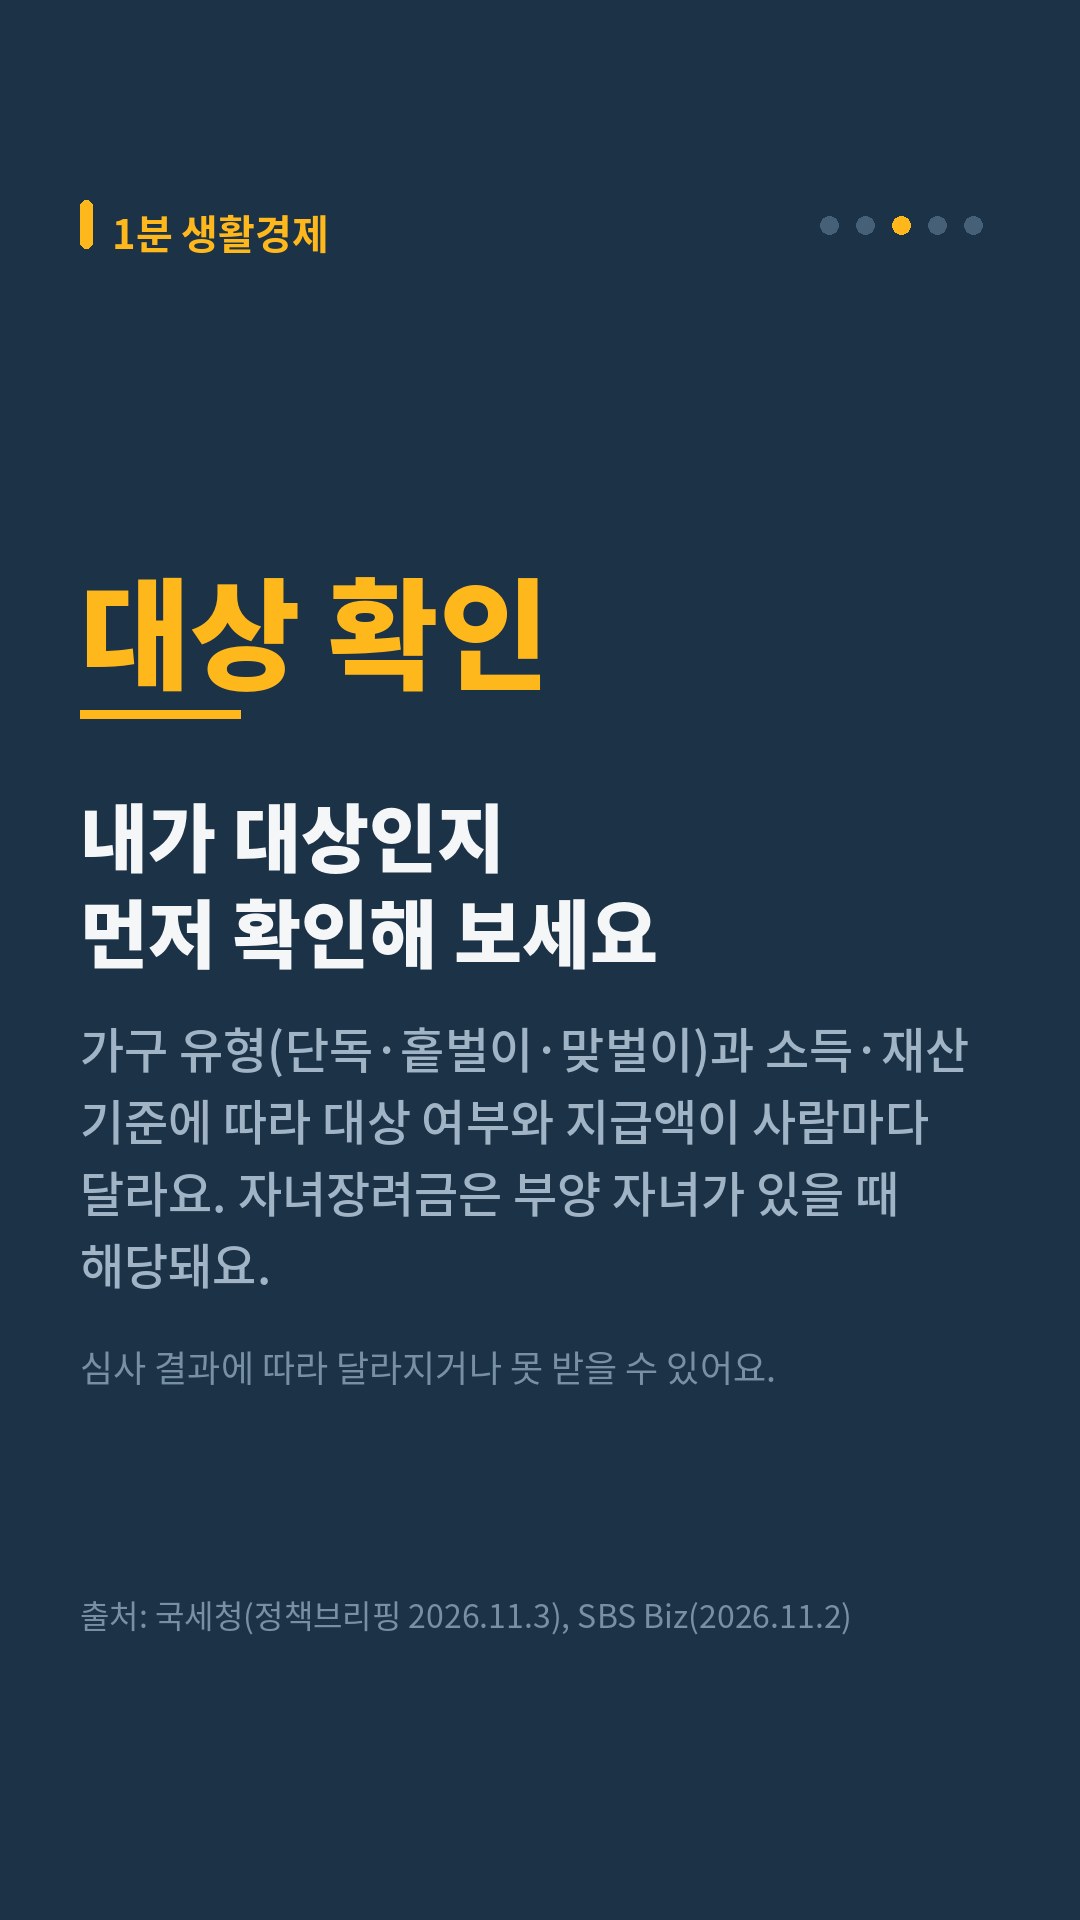 1분 생활경제
대상 확인
내가 대상인지
먼저 확인해 보세요
가구 유형(단독·홑벌이·맞벌이)과 소득·재산
기준에 따라 대상 여부와 지급액이 사람마다
달라요. 자녀장려금은 부양 자녀가 있을 때
해당돼요.
심사 결과에 따라 달라지거나 못 받을 수 있어요.
출처: 국세청(정책브리핑 2026.11.3), SBS Biz(2026.11.2)